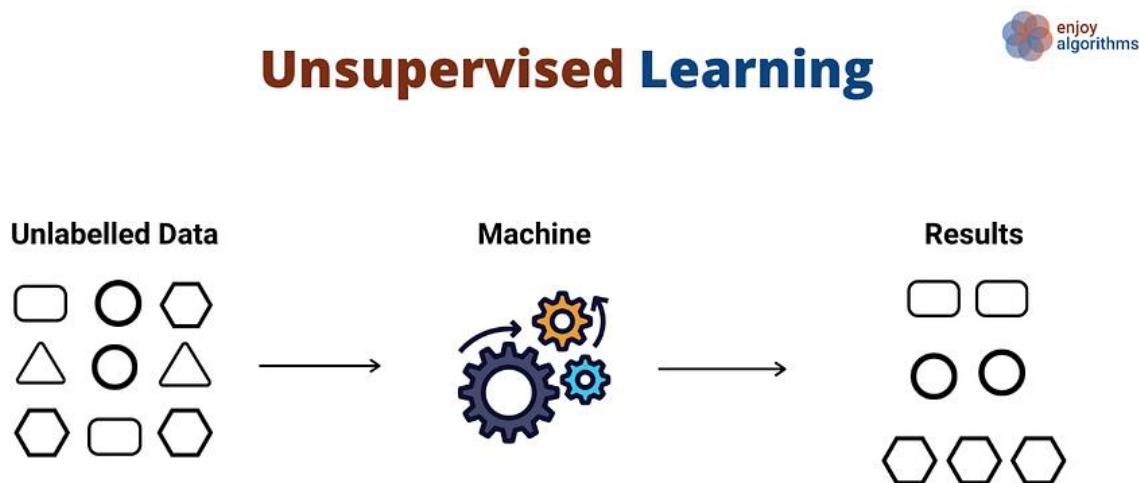 enjoy
algorithms
Unsupervised Learning
Unlabelled Data
Machine
Results